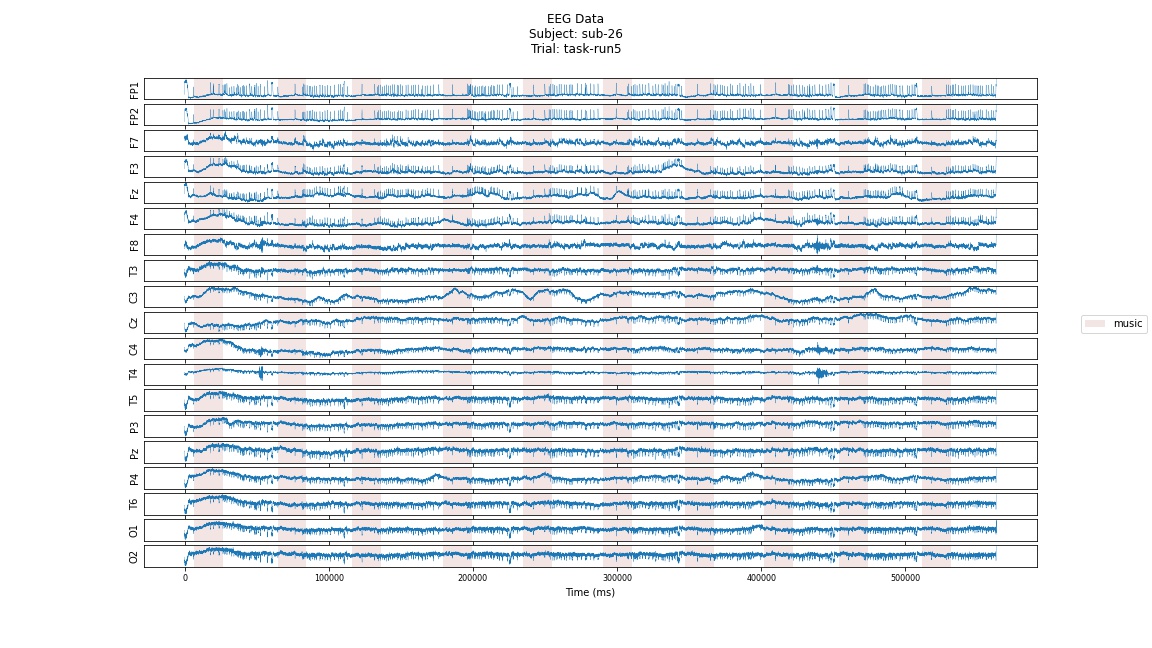 EEG Data
Subject: sub-26
Trial: task-run5
FP1
FP2
F7
F3
Fz
F4
F8
T3
C3
Cz
C4
T4
T5
P3
Pz
P4
T6
O1
O2
music
0 100000 200000 300000 400000 500000
Time (ms)